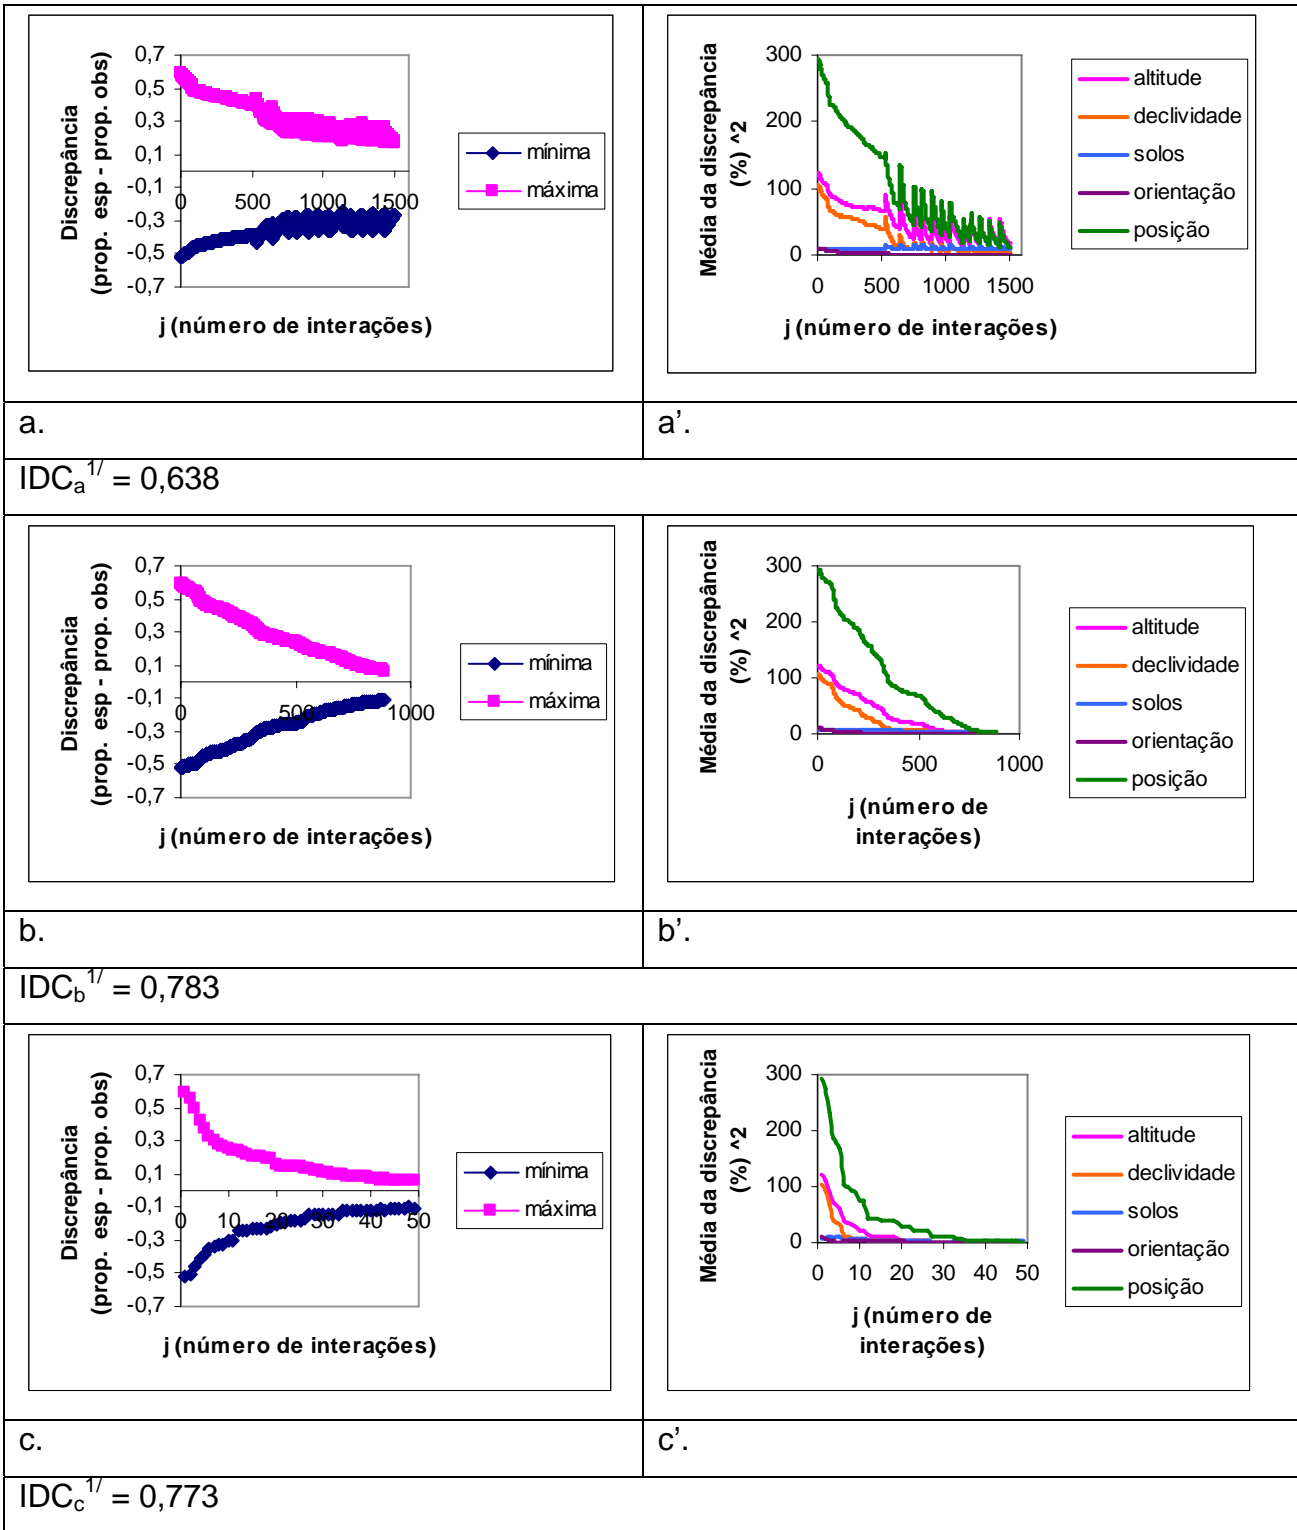 0,7
0,5
0,3
0,1
-0,1
-0,3
-0,5
-0,7
0 500 1000 1500
Discrepância
(prop. esp - prop. obs)
j (número de interações)
mínima
máxima
300
200
100
0
0 500 1000 1500
Média da discrepância
(%) ^2
j (número de interações)
altitude
declividade
solos
orientação
posição
a.
a’.
IDCa1/ = 0,638
0,7
0,5
0,3
0,1
-0,1
-0,3
-0,5
-0,7
0 500 1000
Discrepância
(prop. esp - prop. obs)
j (número de interações)
mínima
máxima
300
200
100
0
0 500 1000
Média da discrepância
(%) ^2
j (número de
interações)
altitude
declividade
solos
orientação
posição
b.
b’.
IDCb1/ = 0,783
0,7
0,5
0,3
0,1
-0,1
-0,3
-0,5
-0,7
0 10 20 30 40 50
Discrepância
(prop. esp - prop. obs)
j (número de interações)
mínima
máxima
300
200
100
0
0 10 20 30 40 50
Média da discrepância
(%) ^2
j (número de
interações)
altitude
declividade
solos
orientação
posição
c.
c’.
IDCc1/ = 0,773